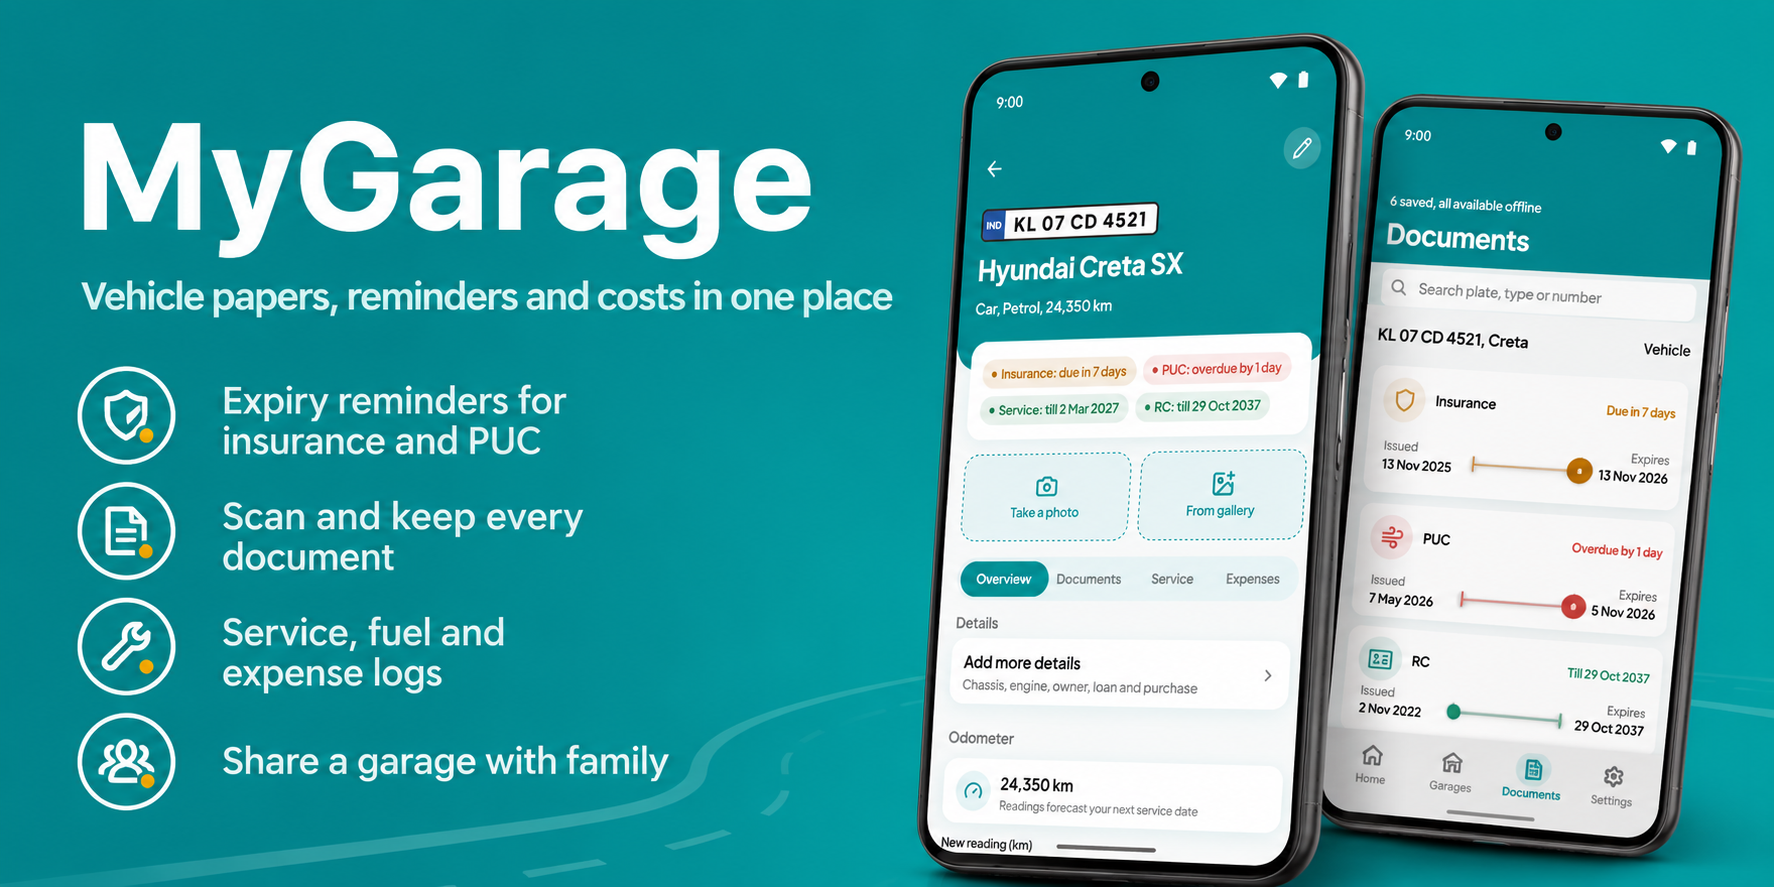 MyGarage
Vehicle papers, reminders and costs in one place
Expiry reminders for
insurance and PUC
Scan and keep every
document
Service, fuel and
expense logs
Share a garage with family
9:00
IND KL 07 CD 4521
Hyundai Creta SX
Car, Petrol, 24,350 km
Insurance: due in 7 days
PUC: overdue by 1 day
Service: till 2 Mar 2027
RC: till 29 Oct 2037
Take a photo
From gallery
Overview Documents Service Expenses
Details
Add more details
Chassis, engine, owner, loan and purchase
Odometer
24,350 km
Readings forecast your next service date
New reading (km)
9:00
6 saved, all available offline
Documents
Search plate, type or number
KL 07 CD 4521, Creta
Vehicle
Insurance
Due in 7 days
Issued
13 Nov 2025
Expires
13 Nov 2026
PUC
Overdue by 1 day
Issued
7 May 2026
Expires
5 Nov 2026
RC
Till 29 Oct 2037
Issued
2 Nov 2022
Expires
29 Oct 2037
Home Garages Documents Settings